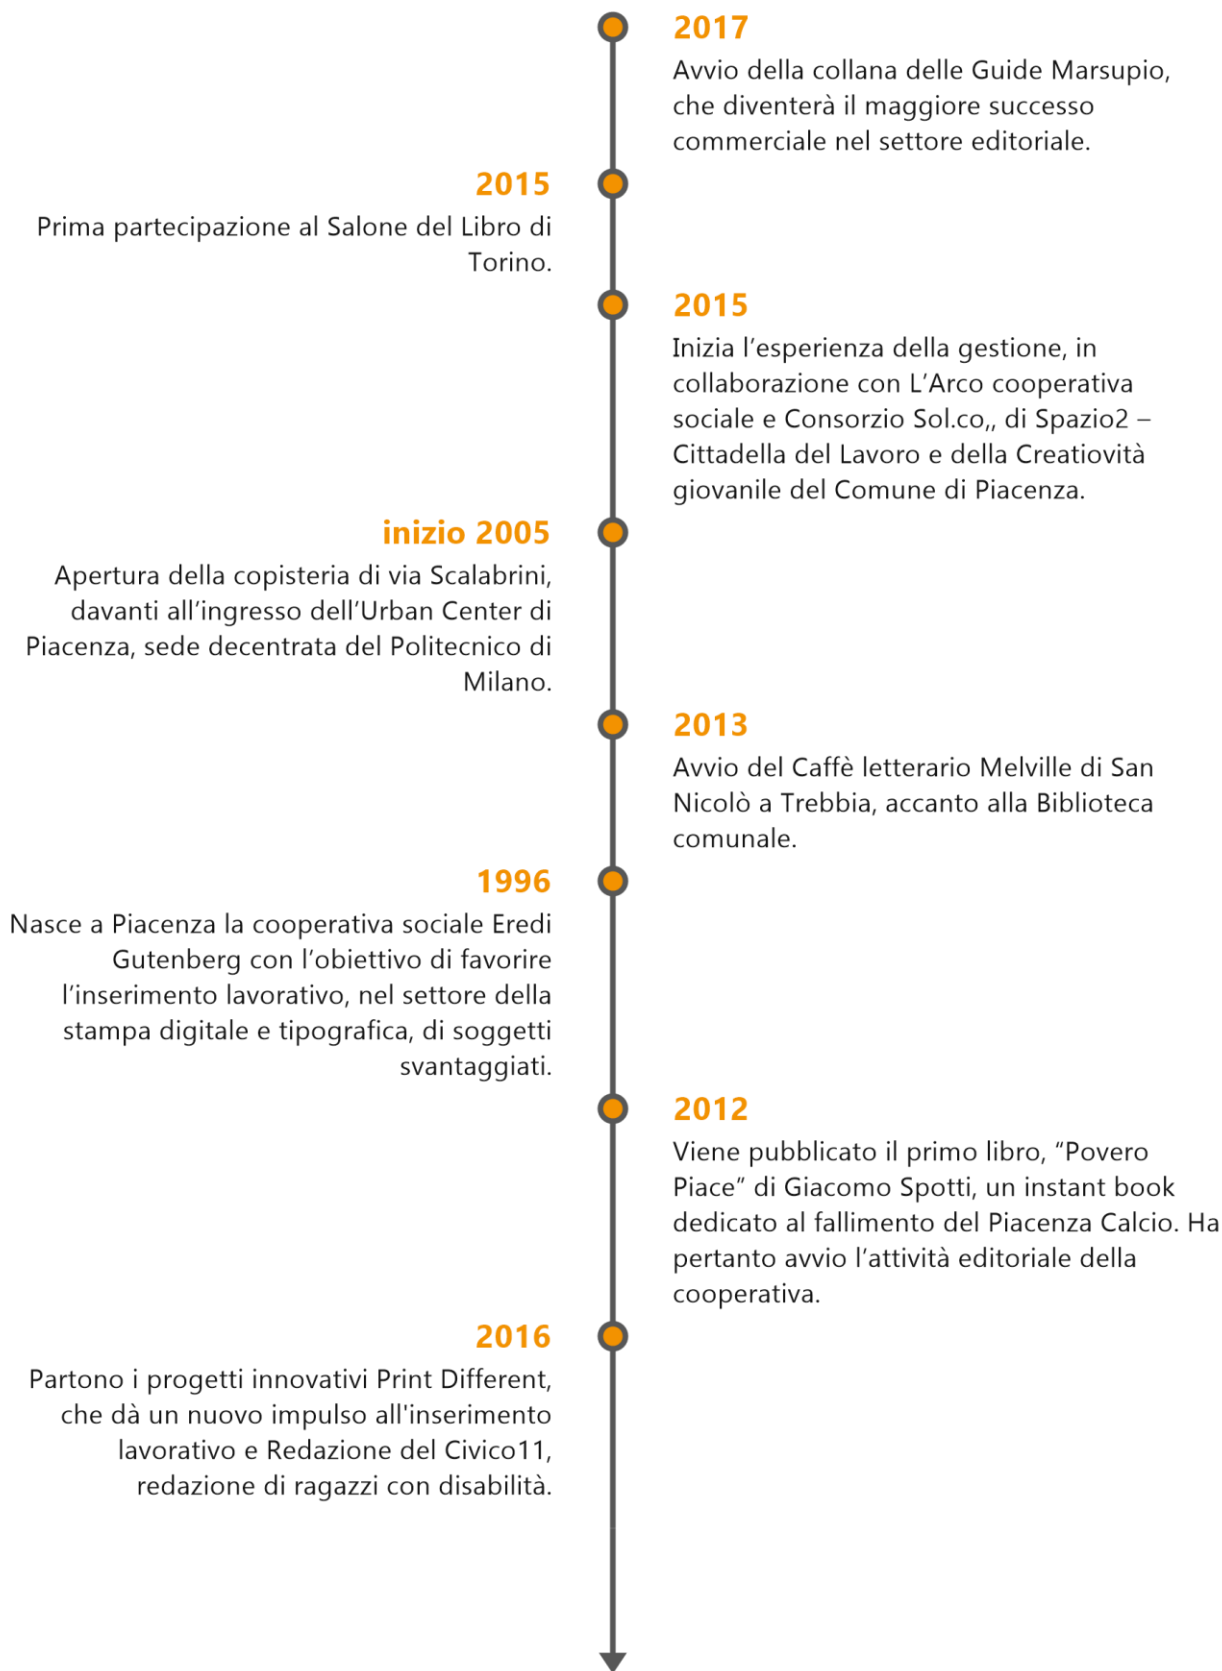 2017
Avvio della collana delle Guide Marsupio,
che diventerà il maggiore successo
commerciale nel settore editoriale.
2015
Prima partecipazione al Salone del Libro di
Torino.
2015
Inizia l’esperienza della gestione, in
collaborazione con L’Arco cooperativa
sociale e Consorzio Sol.co,, di Spazio2 –
Cittadella del Lavoro e della Creatiovità
giovanile del Comune di Piacenza.
inizio 2005
Apertura della copisteria di via Scalabrini,
davanti all’ingresso dell’Urban Center di
Piacenza, sede decentrata del Politecnico di
Milano.
2013
Avvio del Caffè letterario Melville di San
Nicolò a Trebbia, accanto alla Biblioteca
comunale.
1996
Nasce a Piacenza la cooperativa sociale Eredi
Gutenberg con l’obiettivo di favorire
l’inserimento lavorativo, nel settore della
stampa digitale e tipografica, di soggetti
svantaggiati.
2012
Viene pubblicato il primo libro, “Povero
Piace” di Giacomo Spotti, un instant book
dedicato al fallimento del Piacenza Calcio. Ha
pertanto avvio l’attività editoriale della
cooperativa.
2016
Partono i progetti innovativi Print Different,
che dà un nuovo impulso all'inserimento
lavorativo e Redazione del Civico11,
redazione di ragazzi con disabilità.